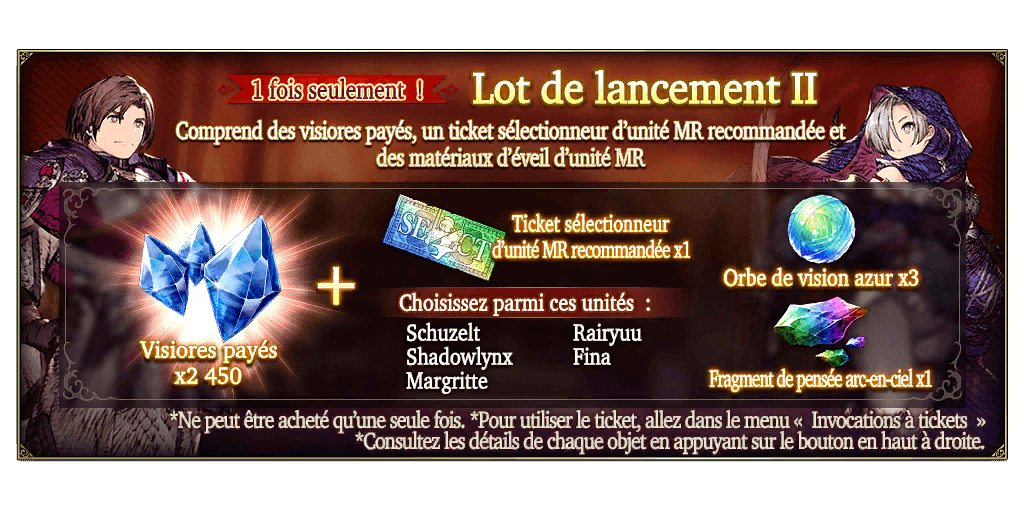 1 fois seulement !
Lot de lancement II
Comprend des visiores payés, un ticket sélectionneur d'unité MR recommandée et
des matériaux d'éveil d'unité MR
SELECT
Ticket sélectionneur
d'unité MR recommandée x1
Orbe de vision azur x3
+
Choisissez parmi ces unités :
Schuzelt
Rairyuu
Shadowlynx
Fina
Margritte
Visiores payés
x2 450
Fragment de pensée arc-en-ciel x1
*Ne peut être acheté qu'une seule fois. *Pour utiliser le ticket, allez dans le menu « Invocations à tickets »
*Consultez les détails de chaque objet en appuyant sur le bouton en haut à droite.